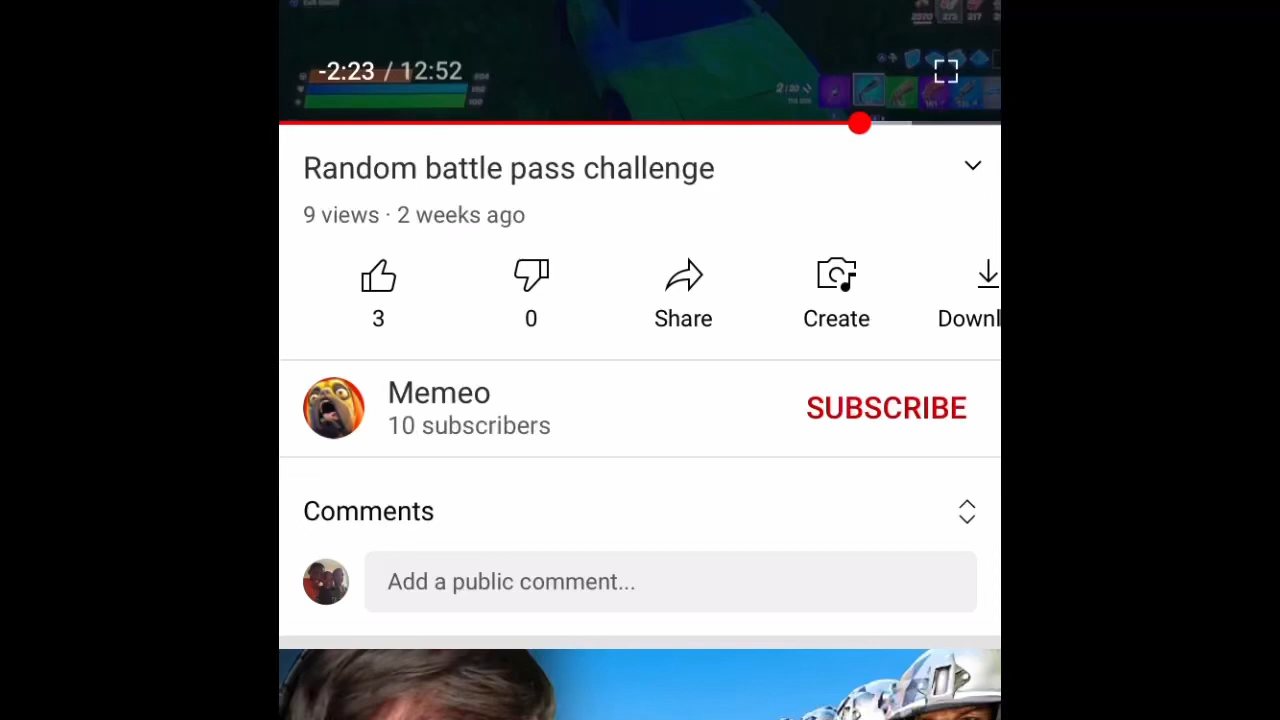 -2:23 / 12:52
100
Random battle pass challenge
9 views · 2 weeks ago
3
0
Share
Create
Downl
Memeo
10 subscribers
SUBSCRIBE
Comments
Add a public comment...